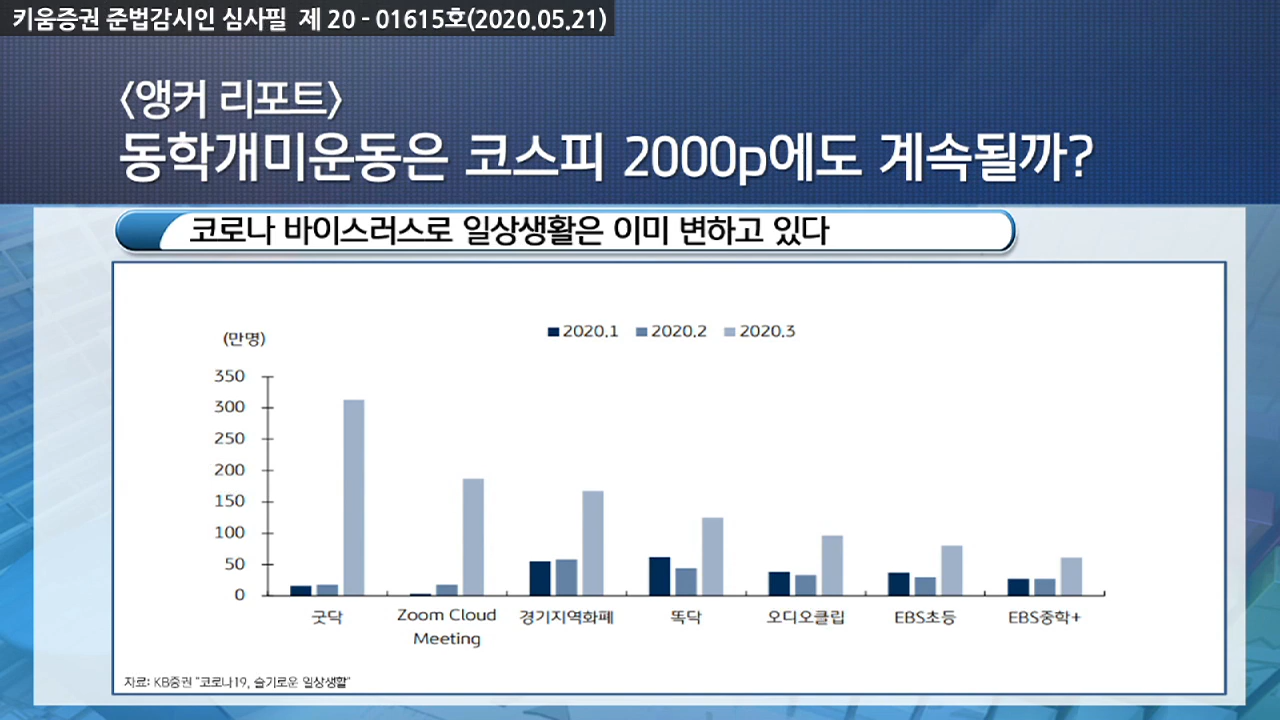 키움증권 준법감시인 심사필 제 20 - 01615호(2020.05.21)
<앵커 리포트>
동학개미운동은 코스피 2000p에도 계속될까?
코로나 바이스러스로 일상생활은 이미 변하고 있다
(만명)
2020.1 2020.2 2020.3
350
300
250
200
150
100
50
0
굿닥 Zoom Cloud Meeting 경기지역화폐 똑닥 오디오클립 EBS초등 EBS중학+
자료: KB증권 "코로나19, 슬기로운 일상생활"